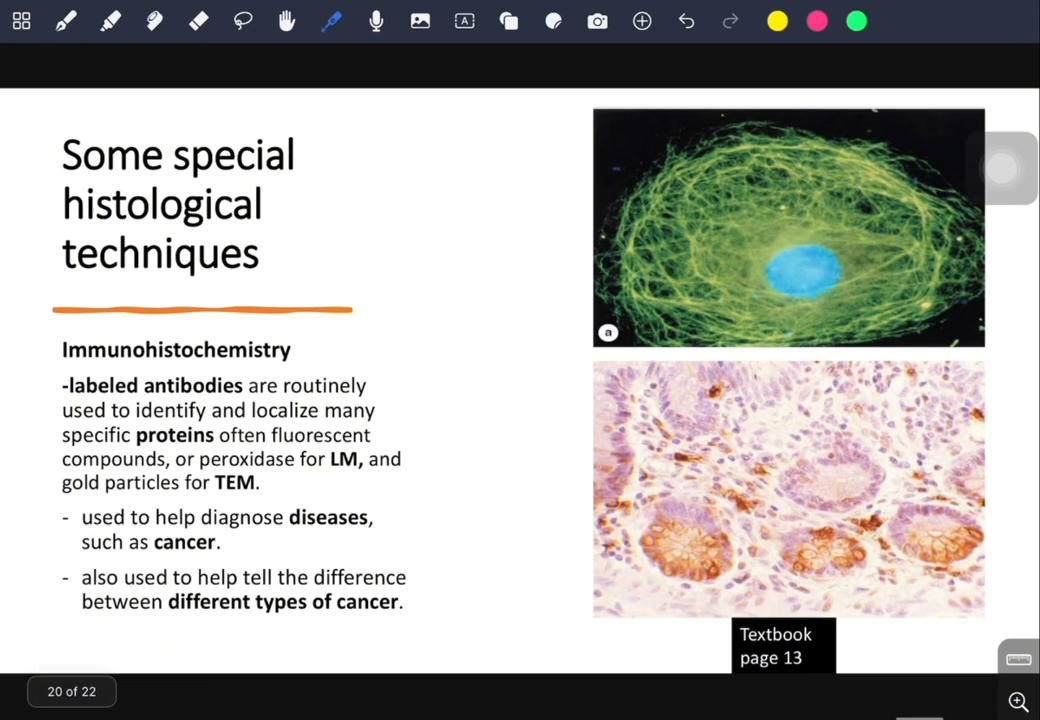 A
Some special
histological
techniques
Immunohistochemistry
-labeled antibodies are routinely
used to identify and localize many
specific proteins often fluorescent
compounds, or peroxidase for LM, and
gold particles for TEM.
- used to help diagnose diseases,
such as cancer.
- also used to help tell the difference
between different types of cancer.
a
Textbook
page 13
20 of 22